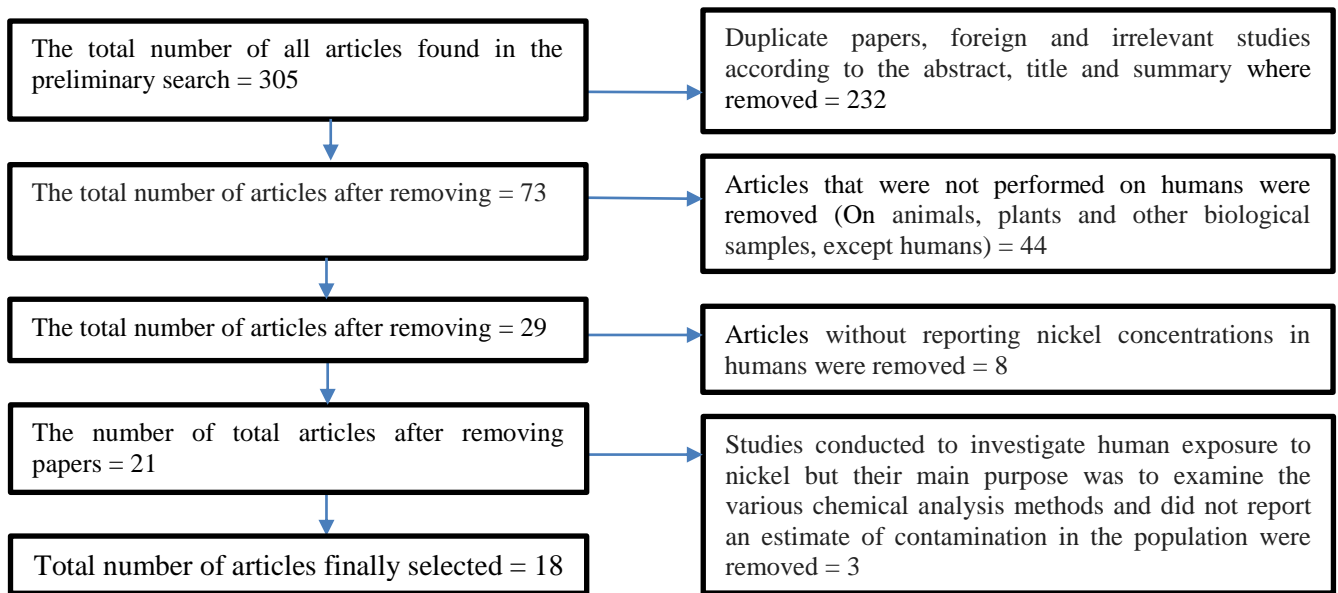 The total number of all articles found in the
preliminary search = 305
Duplicate papers, foreign and irrelevant studies
according to the abstract, title and summary where
removed = 232
The total number of articles after removing = 73
Articles that were not performed on humans were
removed (On animals, plants and other biological
samples, except humans) = 44
The total number of articles after removing = 29
Articles without reporting nickel concentrations in
humans were removed = 8
The number of total articles after removing
papers = 21
Studies conducted to investigate human exposure to
nickel but their main purpose was to examine the
various chemical analysis methods and did not report
an estimate of contamination in the population were
removed = 3
Total number of articles finally selected = 18